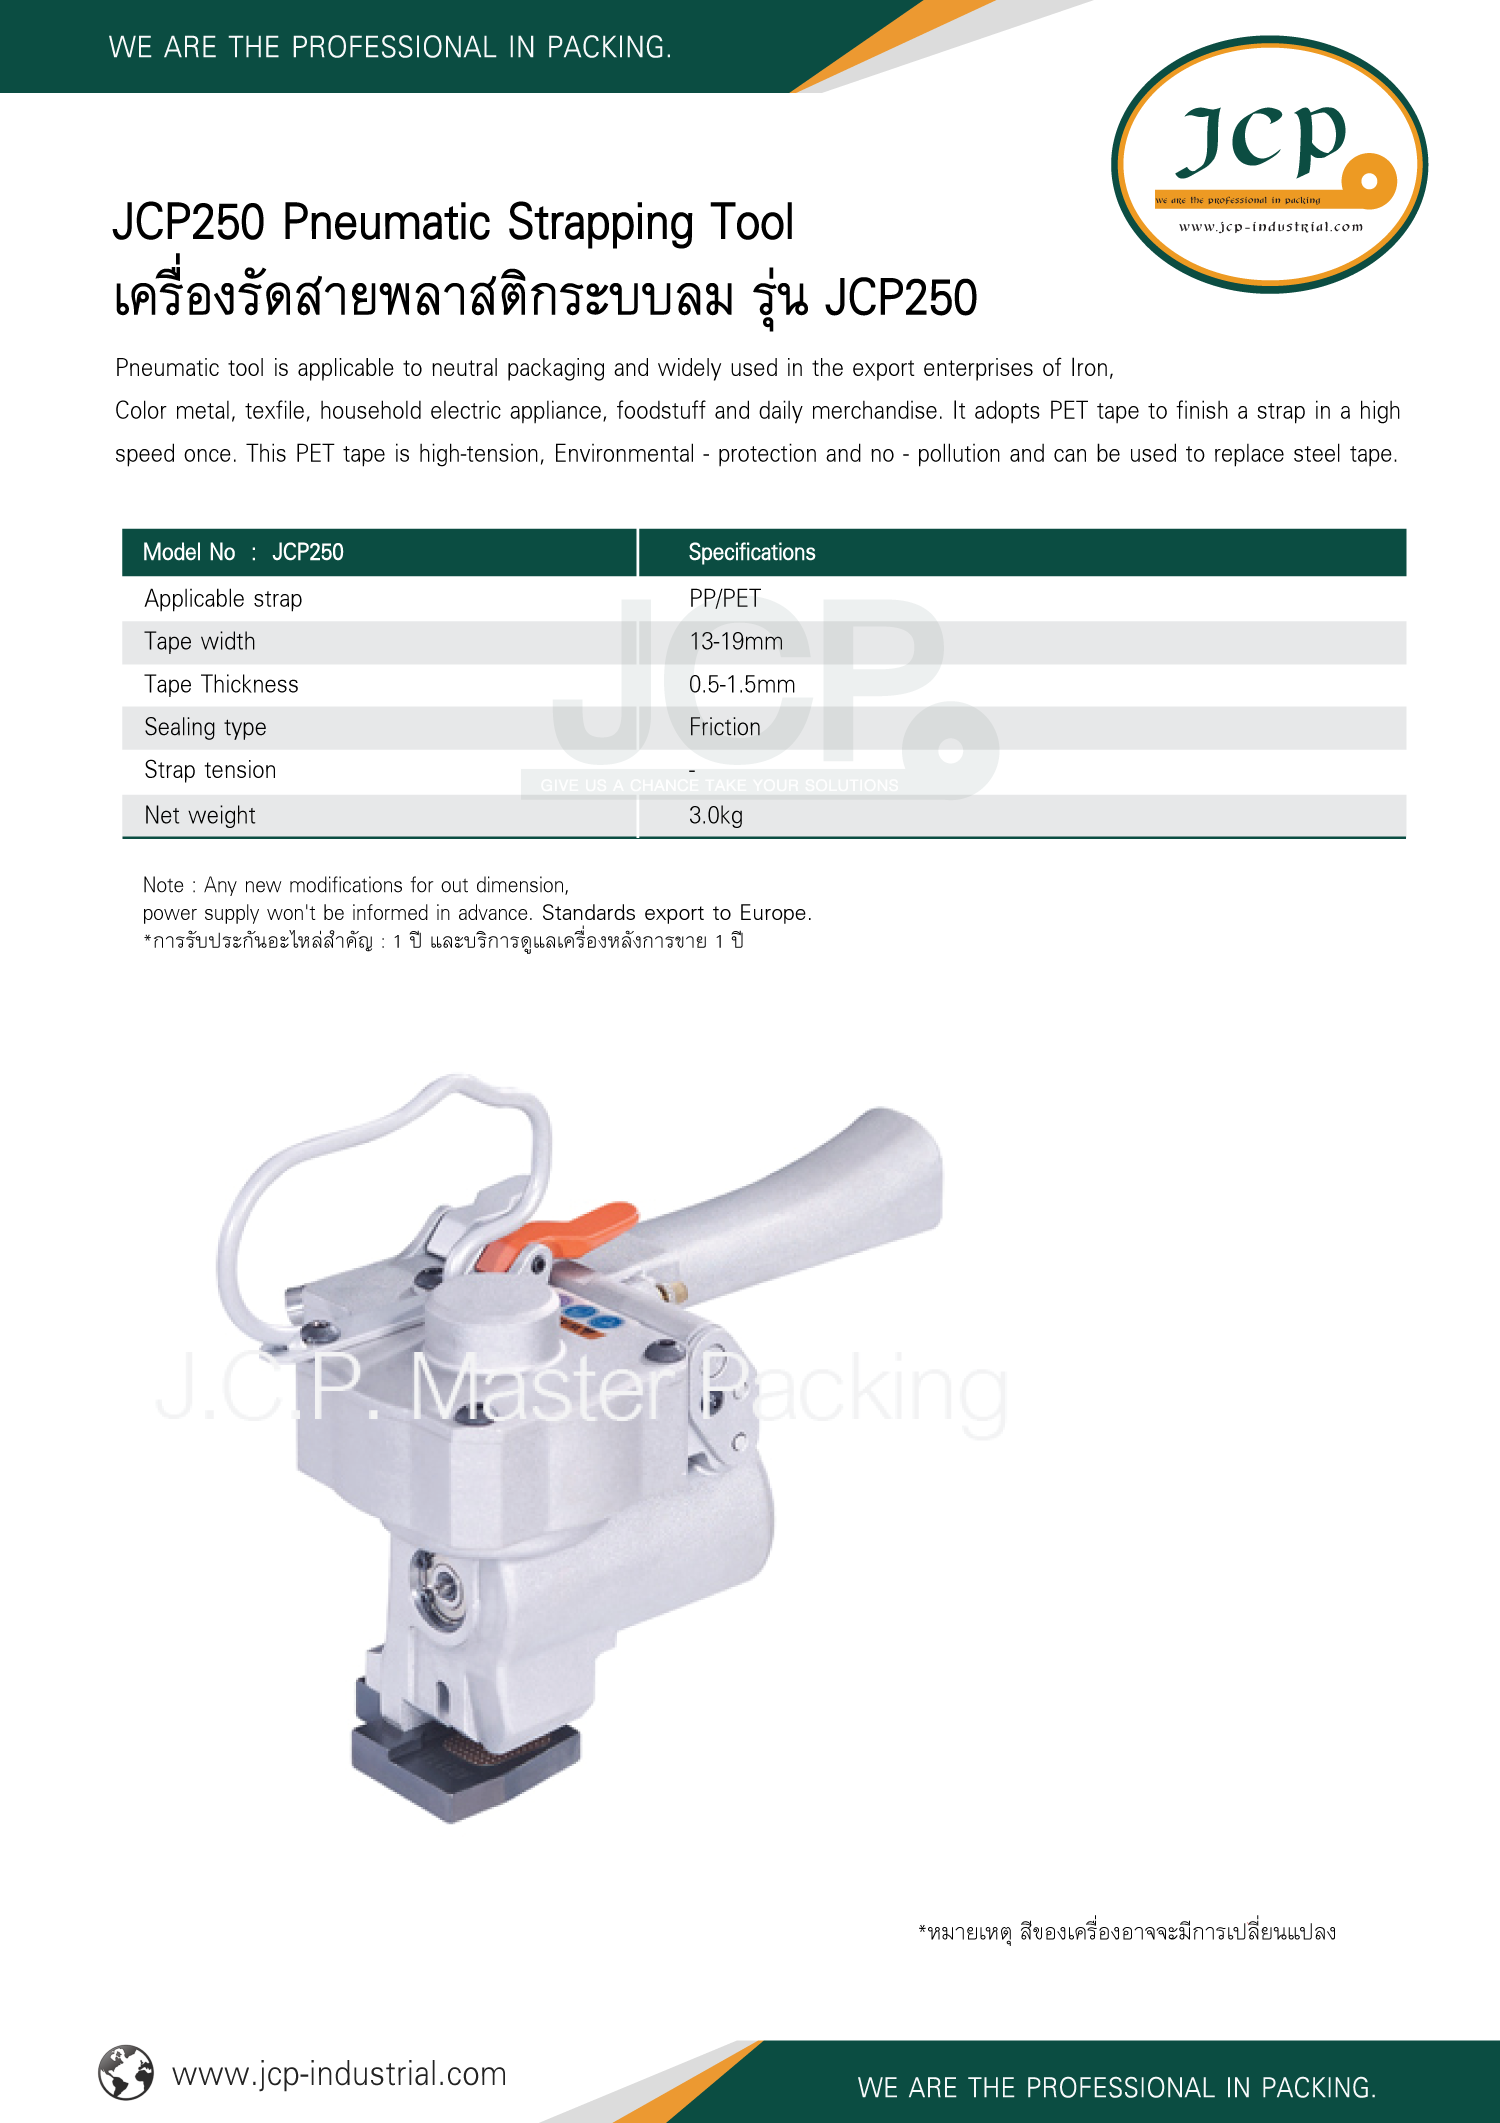 WE ARE THE PROFESSIONAL IN PACKING.
JCP
we are the professional in packing
www.jcp-industrial.com
JCP250 Pneumatic Strapping Tool
เครื่องรัดสายพลาสติกระบบลม รุ่น JCP250
Pneumatic tool is applicable to neutral packaging and widely used in the export enterprises of Iron,
Color metal, texfile, household electric appliance, foodstuff and daily merchandise. It adopts PET tape to finish a strap in a high
speed once. This PET tape is high-tension, Environmental - protection and no - pollution and can be used to replace steel tape.
Model No : JCP250 Specifications
Applicable strap PP/PET
Tape width 13-19mm
Tape Thickness 0.5-1.5mm
Sealing type Friction
Strap tension -
Net weight 3.0kg
JCP
GIVE US A CHANCE TAKE YOUR SOLUTIONS
Note : Any new modifications for out dimension,
power supply won't be informed in advance. Standards export to Europe.
*การรับประกันอะไหล่สำคัญ : 1 ปี และบริการดูแลเครื่องหลังการขาย 1 ปี
J.C.P. Master Packing
*หมายเหตุ สีของเครื่องอาจจะมีการเปลี่ยนแปลง
www.jcp-industrial.com
WE ARE THE PROFESSIONAL IN PACKING.